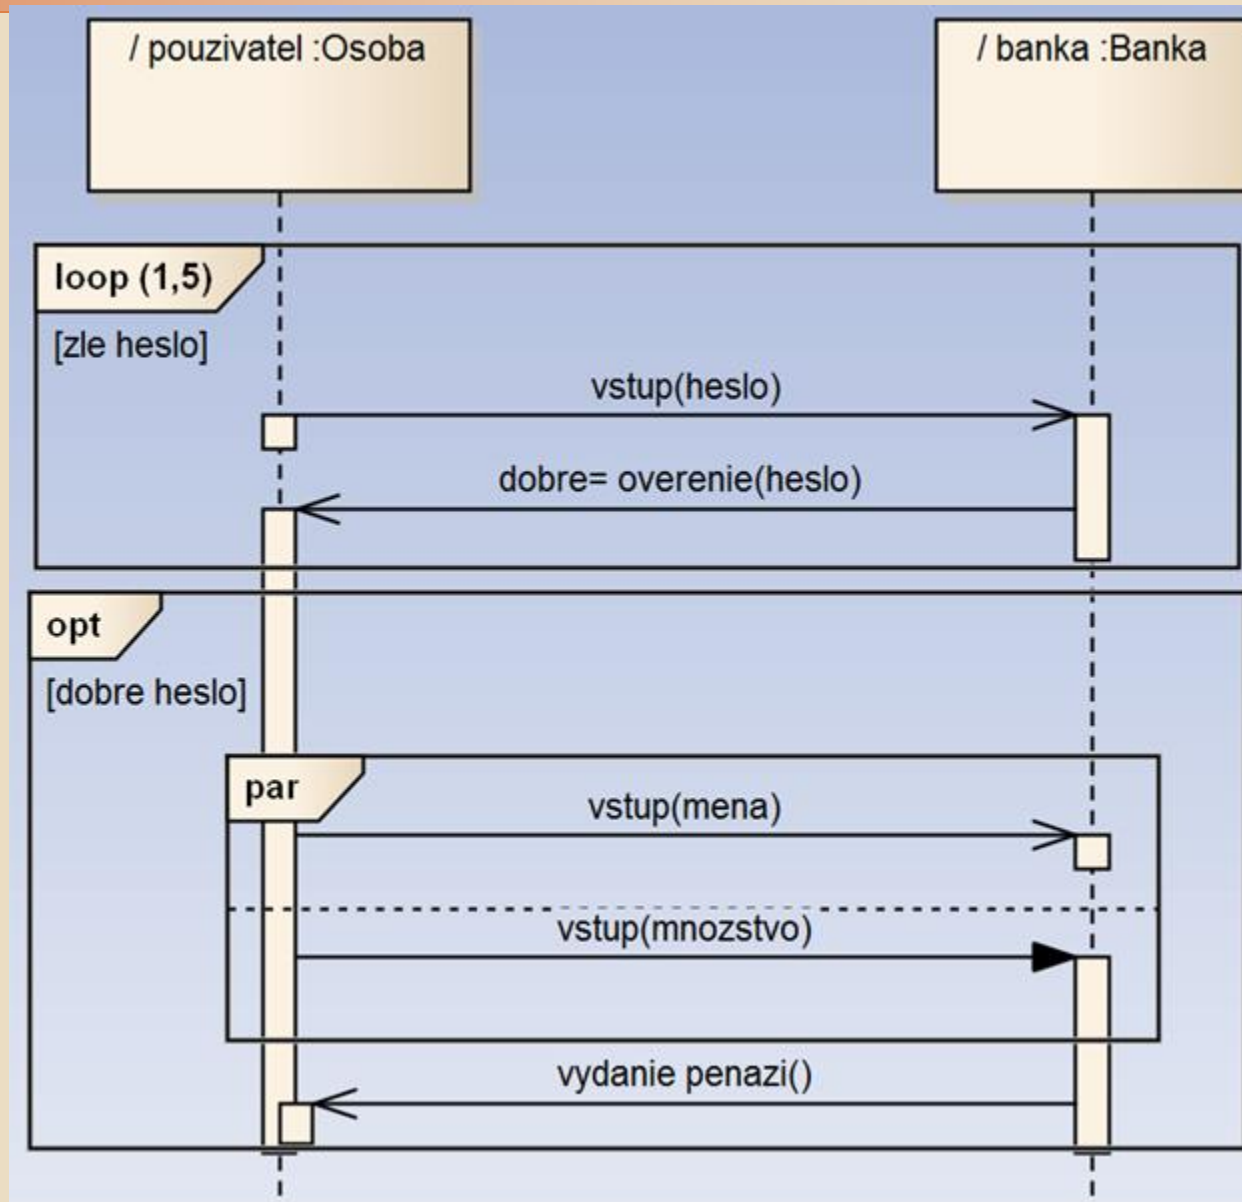 / pouzivatel :Osoba
/ banka :Banka
loop (1,5)
[zle heslo]
vstup(heslo)
dobre= overenie(heslo)
opt
[dobre heslo]
par
vstup(mena)
vstup(mnozstvo)
vydanie penazi()